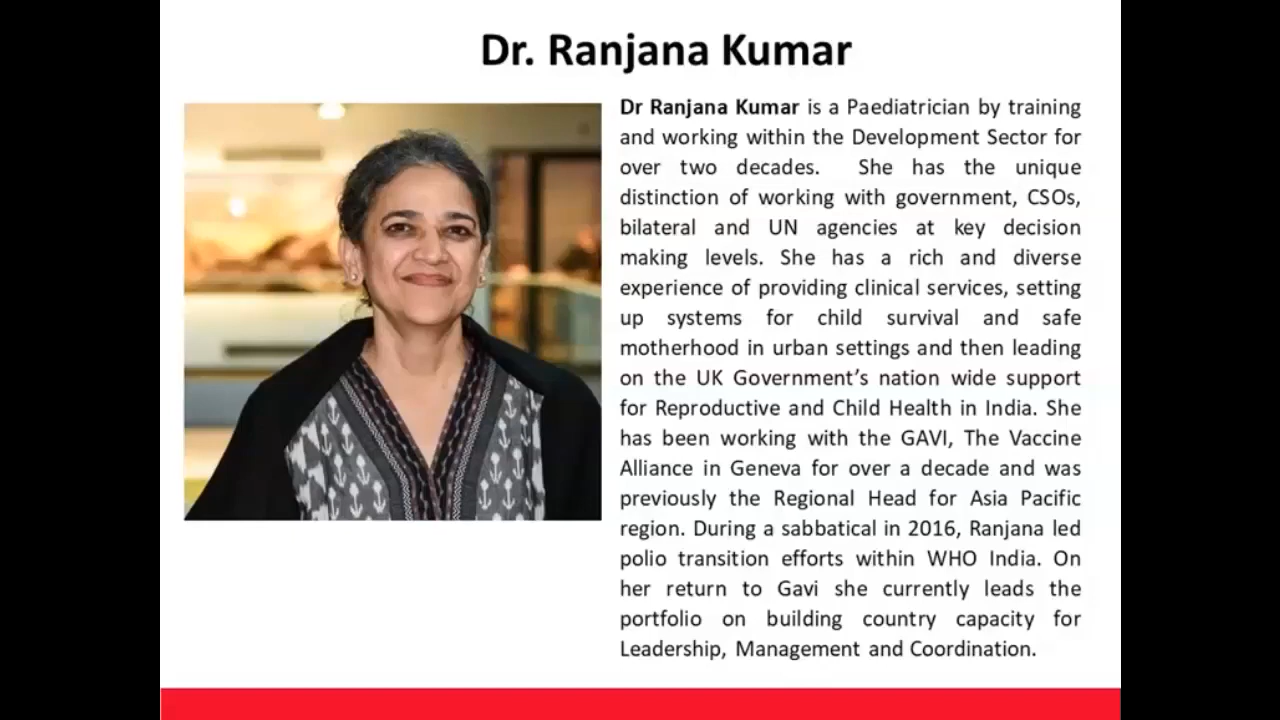 Dr. Ranjana Kumar
Dr Ranjana Kumar is a Paediatrician by training
and working within the Development Sector for
over two decades. She has the unique
distinction of working with government, CSOs,
bilateral and UN agencies at key decision
making levels. She has a rich and diverse
experience of providing clinical services, setting
up systems for child survival and safe
motherhood in urban settings and then leading
on the UK Government’s nation wide support
for Reproductive and Child Health in India. She
has been working with the GAVI, The Vaccine
Alliance in Geneva for over a decade and was
previously the Regional Head for Asia Pacific
region. During a sabbatical in 2016, Ranjana led
polio transition efforts within WHO India. On
her return to Gavi she currently leads the
portfolio on building country capacity for
Leadership, Management and Coordination.